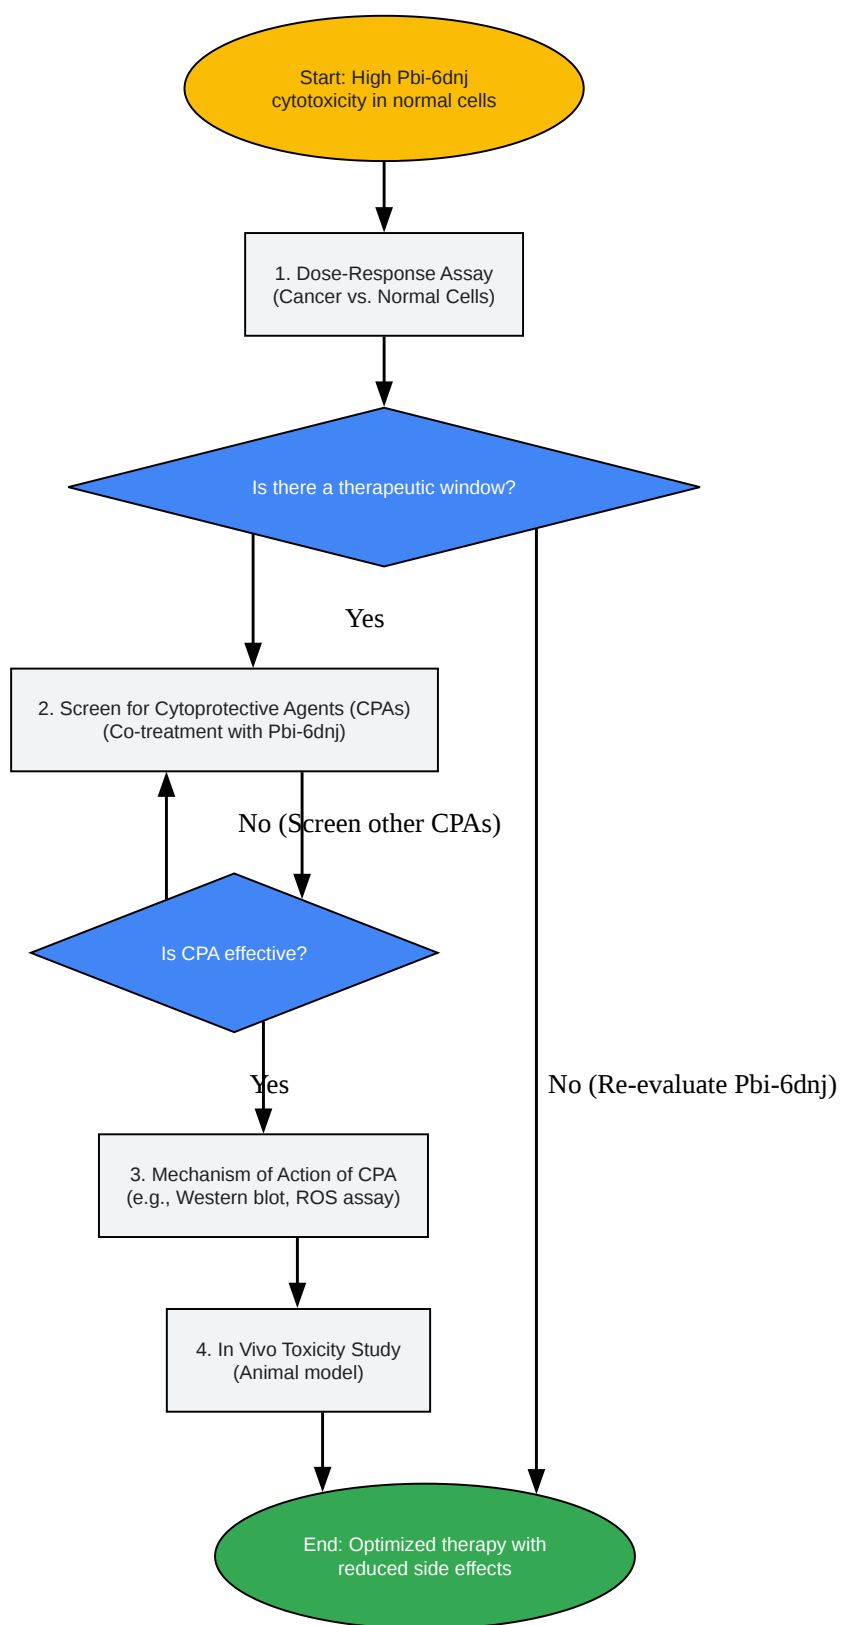 Start: High Pbi-6dnj
cytotoxicity in normal cells
1. Dose-Response Assay
(Cancer vs. Normal Cells)
Is there a therapeutic window?
Yes
2. Screen for Cytoprotective Agents (CPAs)
(Co-treatment with Pbi-6dnj)
No (Screen other CPAs)
Is CPA effective?
Yes
No (Re-evaluate Pbi-6dnj)
3. Mechanism of Action of CPA
(e.g., Western blot, ROS assay)
4. In Vivo Toxicity Study
(Animal model)
End: Optimized therapy with
reduced side effects